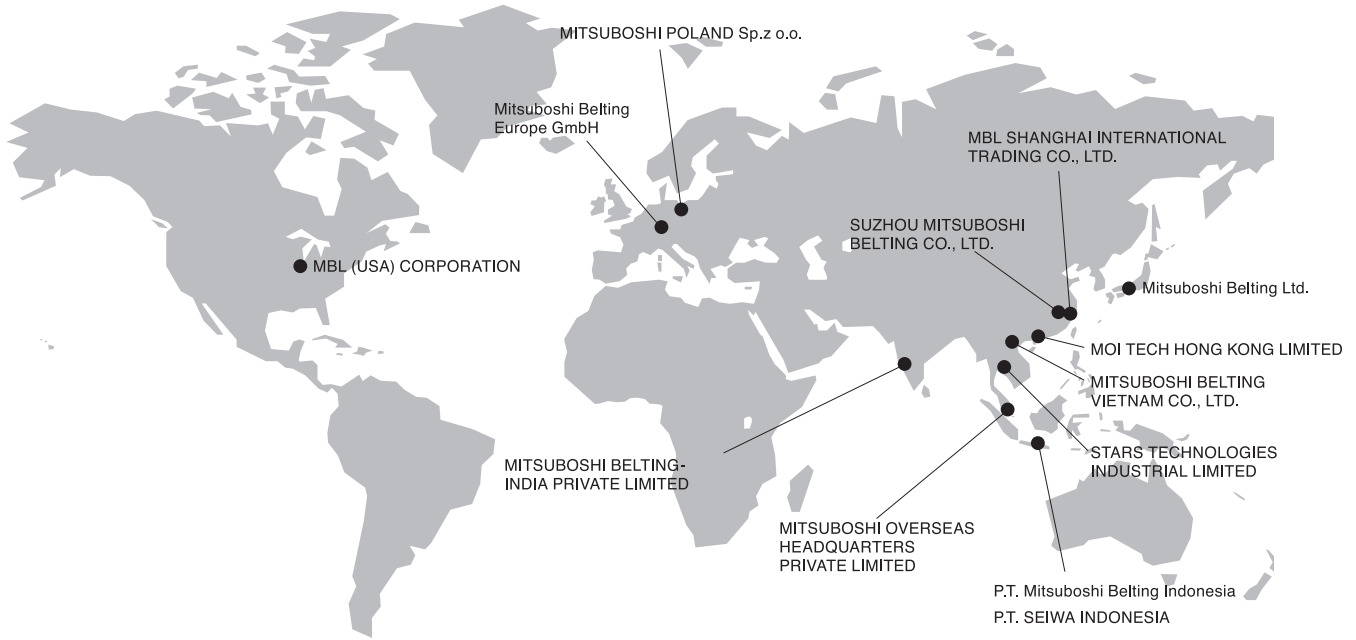 MITSUBOSHI POLAND Sp.z o.o.
Mitsuboshi Belting
Europe GmbH
MBL SHANGHAI INTERNATIONAL
TRADING CO., LTD.
SUZHOU MITSUBOSHI
BELTING CO., LTD.
MBL (USA) CORPORATION
Mitsuboshi Belting Ltd.
MOI TECH HONG KONG LIMITED
MITSUBOSHI BELTING
VIETNAM CO., LTD.
STARS TECHNOLOGIES
INDUSTRIAL LIMITED
MITSUBOSHI BELTING-
INDIA PRIVATE LIMITED
MITSUBOSHI OVERSEAS
HEADQUARTERS
PRIVATE LIMITED
P.T. Mitsuboshi Belting Indonesia
P.T. SEIWA INDONESIA